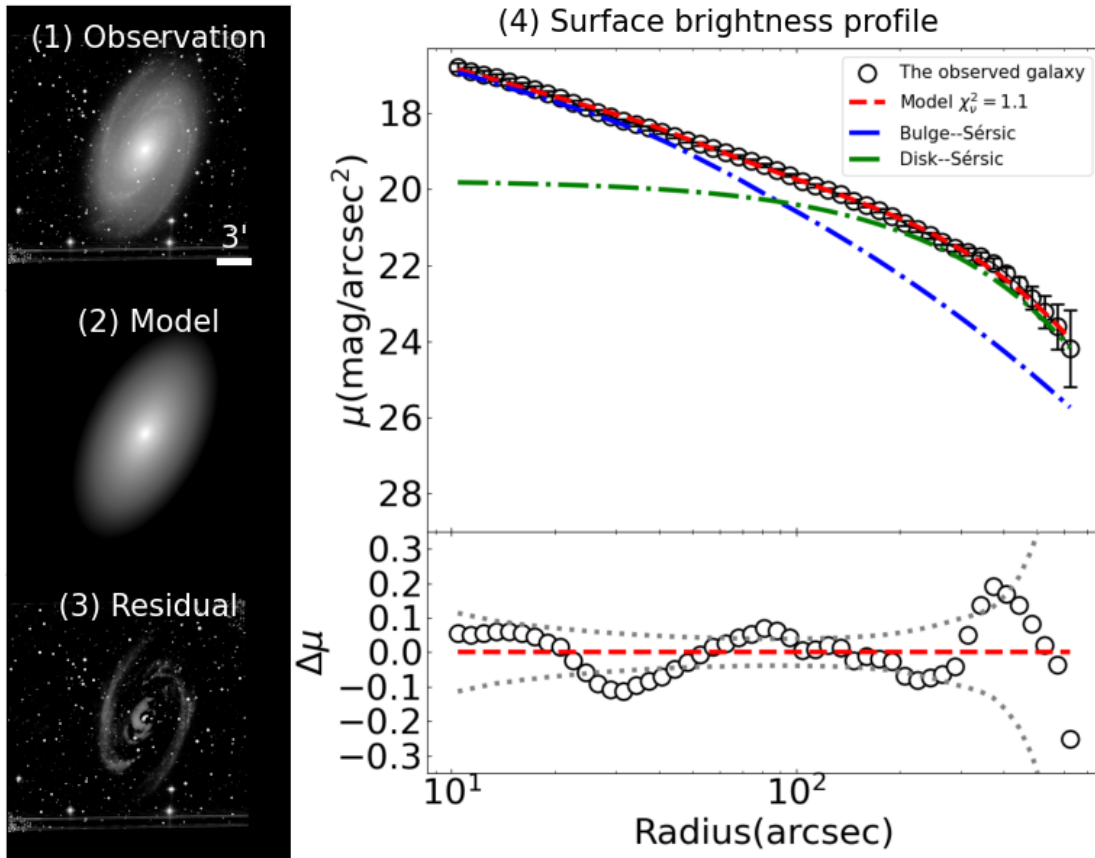 (1) Observation
3'
(2) Model
(3) Residual
(4) Surface brightness profile
The observed galaxy
Model χ²ᵥ = 1.1
Bulge--Sérsic
Disk--Sérsic
μ(mag/arcsec²)
18
20
22
24
26
28
Δμ
0.3
0.2
0.1
0.0
−0.1
−0.2
−0.3
10¹
10²
Radius(arcsec)